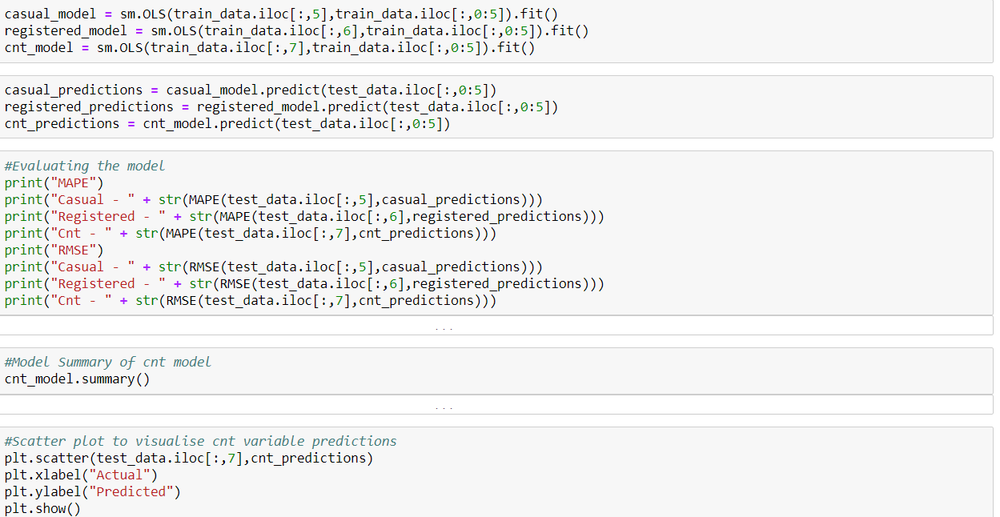 casual_model = sm.OLS(train_data.iloc[:,5],train_data.iloc[:,0:5]).fit()
registered_model = sm.OLS(train_data.iloc[:,6],train_data.iloc[:,0:5]).fit()
cnt_model = sm.OLS(train_data.iloc[:,7],train_data.iloc[:,0:5]).fit()
casual_predictions = casual_model.predict(test_data.iloc[:,0:5])
registered_predictions = registered_model.predict(test_data.iloc[:,0:5])
cnt_predictions = cnt_model.predict(test_data.iloc[:,0:5])
#Evaluating the model
print("MAPE")
print("Casual - " + str(MAPE(test_data.iloc[:,5],casual_predictions)))
print("Registered - " + str(MAPE(test_data.iloc[:,6],registered_predictions)))
print("Cnt - " + str(MAPE(test_data.iloc[:,7],cnt_predictions)))
print("RMSE")
print("Casual - " + str(RMSE(test_data.iloc[:,5],casual_predictions)))
print("Registered - " + str(RMSE(test_data.iloc[:,6],registered_predictions)))
print("Cnt - " + str(RMSE(test_data.iloc[:,7],cnt_predictions)))
...
#Model Summary of cnt model
cnt_model.summary()
...
#Scatter plot to visualise cnt variable predictions
plt.scatter(test_data.iloc[:,7],cnt_predictions)
plt.xlabel("Actual")
plt.ylabel("Predicted")
plt.show()